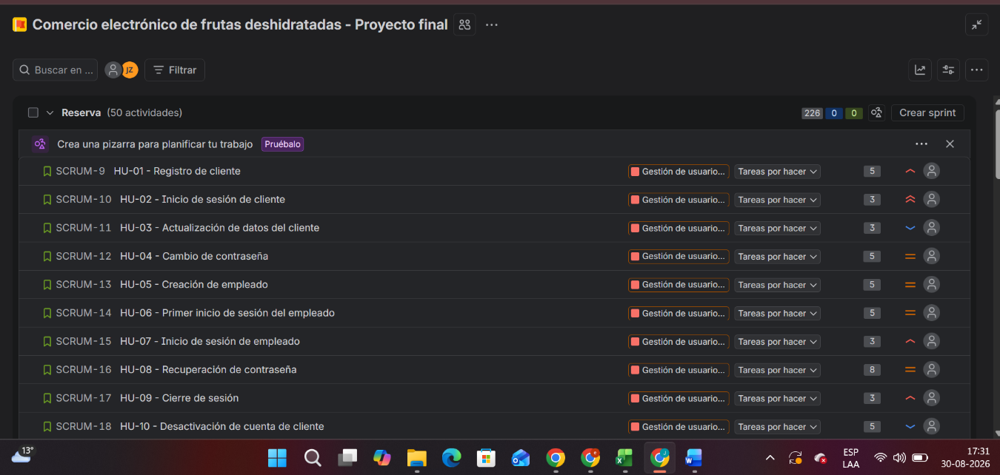 Comercio electrónico de frutas deshidratadas - Proyecto final
Buscar en ...
JZ
Filtrar
Reserva (50 actividades)
226 0 0
Crear sprint
Crea una pizarra para planificar tu trabajo Pruébalo
SCRUM-9 HU-01 - Registro de cliente Gestión de usuario... Tareas por hacer 5
SCRUM-10 HU-02 - Inicio de sesión de cliente Gestión de usuario... Tareas por hacer 3
SCRUM-11 HU-03 - Actualización de datos del cliente Gestión de usuario... Tareas por hacer 3
SCRUM-12 HU-04 - Cambio de contraseña Gestión de usuario... Tareas por hacer 5
SCRUM-13 HU-05 - Creación de empleado Gestión de usuario... Tareas por hacer 5
SCRUM-14 HU-06 - Primer inicio de sesión del empleado Gestión de usuario... Tareas por hacer 5
SCRUM-15 HU-07 - Inicio de sesión de empleado Gestión de usuario... Tareas por hacer 3
SCRUM-16 HU-08 - Recuperación de contraseña Gestión de usuario... Tareas por hacer 8
SCRUM-17 HU-09 - Cierre de sesión Gestión de usuario... Tareas por hacer 3
SCRUM-18 HU-10 - Desactivación de cuenta de cliente Gestión de usuario... Tareas por hacer 5
13°
ESP
LAA
17:31
30-08-2026